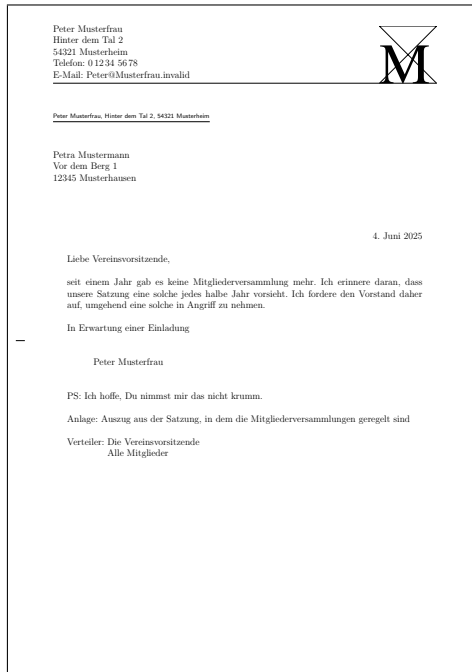 Peter Musterfrau
Hinter dem Tal 2
54321 Musterheim
Telefon: 0 12 34 56 78
E-Mail: Peter@Musterfrau.invalid
M
Peter Musterfrau, Hinter dem Tal 2, 54321 Musterheim
Petra Mustermann
Vor dem Berg 1
12345 Musterhausen
4. Juni 2025
Liebe Vereinsvorsitzende,
seit einem Jahr gab es keine Mitgliederversammlung mehr. Ich erinnere daran, dass
unsere Satzung eine solche jedes halbe Jahr vorsieht. Ich fordere den Vorstand daher
auf, umgehend eine solche in Angriff zu nehmen.
In Erwartung einer Einladung
Peter Musterfrau
PS: Ich hoffe, Du nimmst mir das nicht krumm.
Anlage: Auszug aus der Satzung, in dem die Mitgliederversammlungen geregelt sind
Verteiler: Die Vereinsvorsitzende
Alle Mitglieder